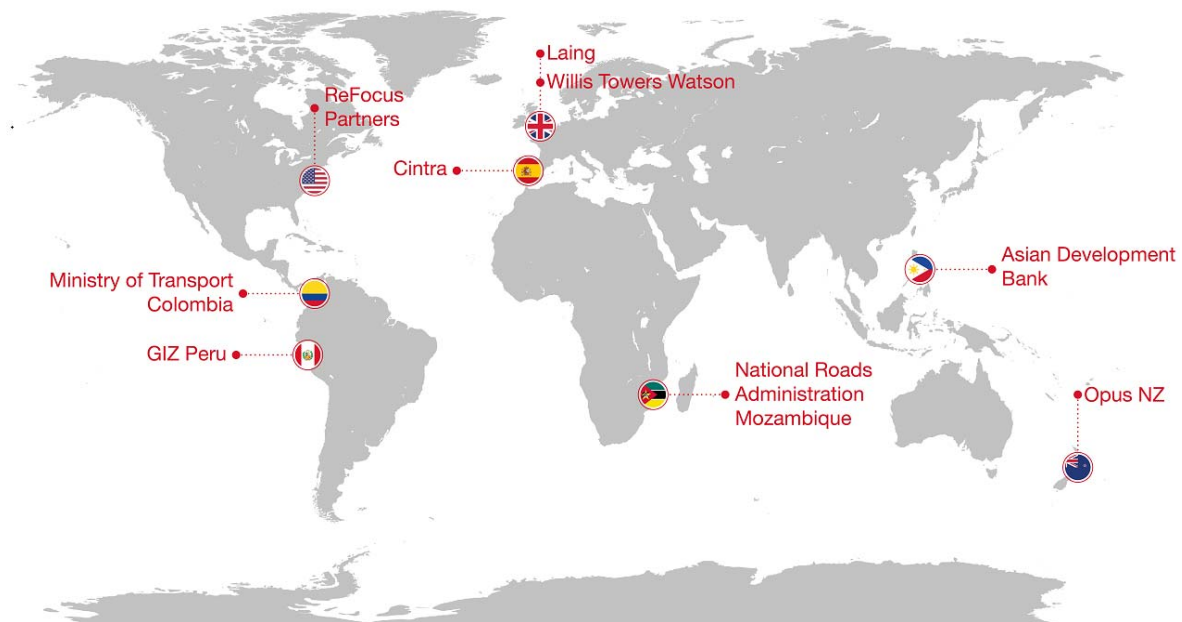 Laing
Willis Towers Watson
ReFocus
Partners
Cintra
Ministry of Transport
Colombia
Asian Development
Bank
GIZ Peru
National Roads
Administration
Mozambique
Opus NZ